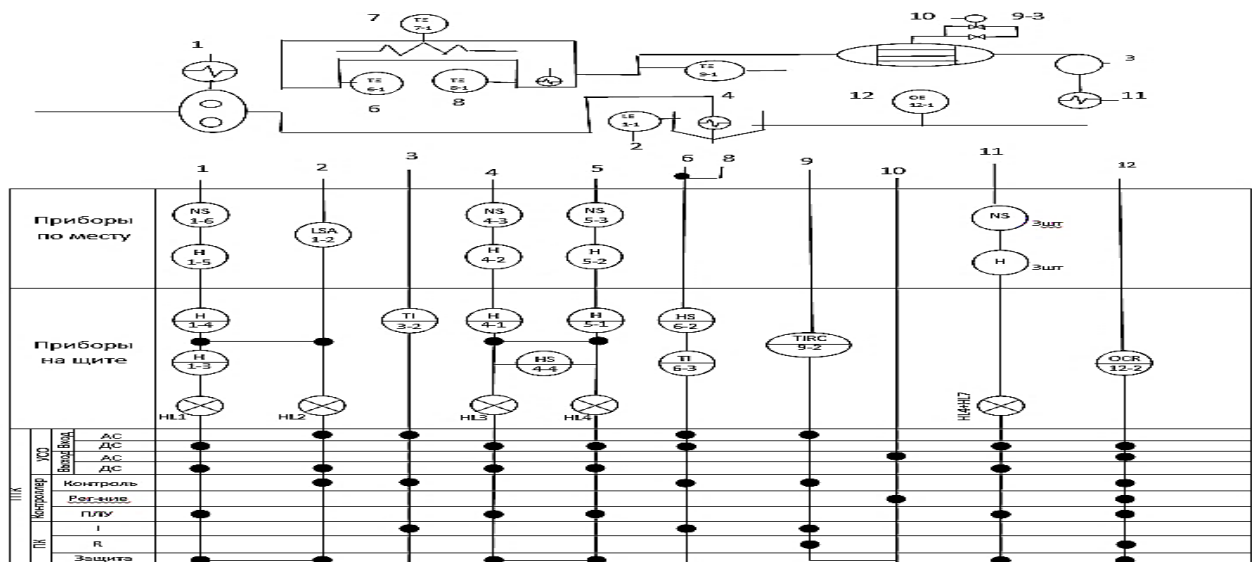 7
TE
7-1
10
9-3
1
TE
6-1
TE
8-1
TE
9-1
3
6
8
4
12
OE
12-1
11
LE
1-1
2
1
2
3
4
5
6
8
9
10
11
12
Приборы
по месту
NS
1-6
H
1-5
LSA
1-2
NS
4-3
H
4-2
NS
5-3
H
5-2
NS
3шт
H
3шт
Приборы
на щите
H
1-4
H
1-3
TI
3-2
H
4-1
H
5-1
HS
4-4
HS
6-2
TI
6-3
TIRC
9-2
OCR
12-2
HL1
HL2
HL3
HL4
HL4+HL7
ПТК
УСО
Вход
АС
ДС
Выход
АС
ДС
Контроллер
Контроль
Рег-ние
ПЛУ
ПК
I
R
Защита